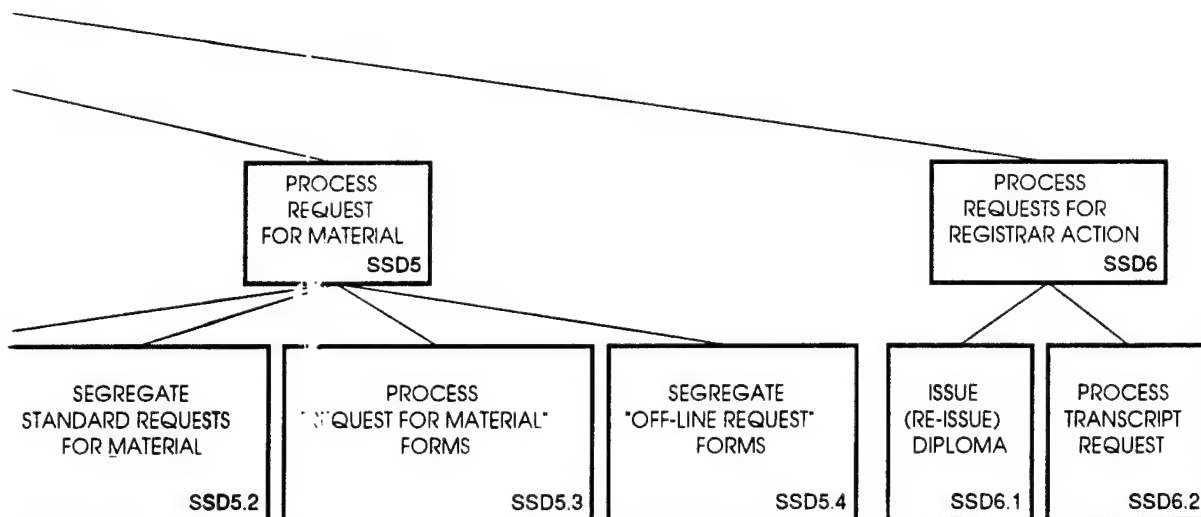 PROCESS
REQUEST
FOR MATERIAL
SSD5
PROCESS
REQUESTS FOR
REGISTRAR ACTION
SSD6
SEGREGATE
STANDARD REQUESTS
FOR MATERIAL
SSD5.2
PROCESS
FOR MATERIAL"
FORMS
SSD5.3
SEGREGATE
"OFF-LINE REQUEST"
FORMS
SSD5.4
ISSUE
(RE-ISSUE)
DIPLOMA
SSD6.1
PROCESS
TRANSCRIPT
REQUEST
SSD6.2